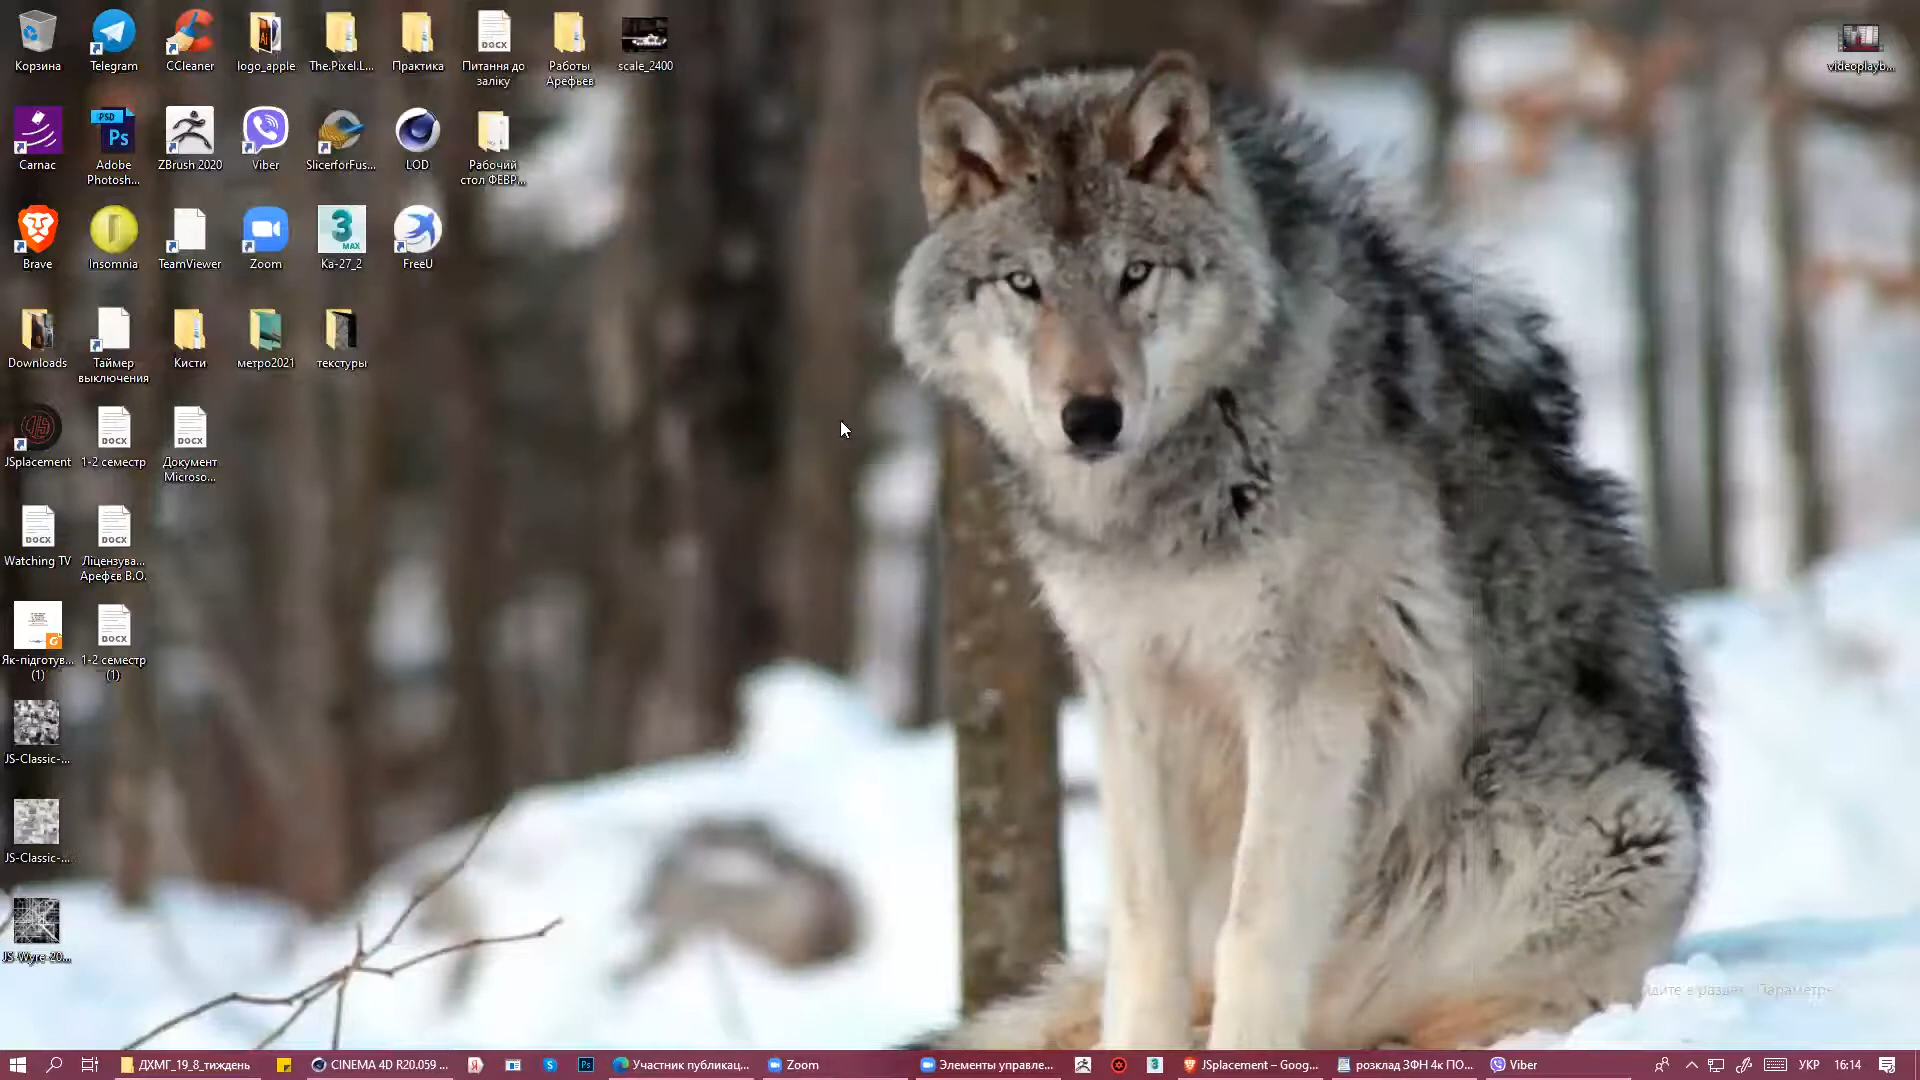 Корзина
Telegram
CCleaner
logo_apple
The.Pixel.L...
Практика
Питання до
заліку
Работы
Арефьев
scale_2400
videoplayb...
Carnac
Adobe
Photosh...
ZBrush 2020
Viber
SlicerforFus...
LOD
Рабочий
стол ФЕВР...
Brave
Insomnia
TeamViewer
Zoom
Ка-27_2
FreeU
Downloads
Таймер
выключения
Кисти
метро2021
текстуры
JSplacement
1-2 семестр
Документ
Microso...
Watching TV
Ліцензува...
Арефєв В.О.
Як-підготув...
(1)
1-2 семестр
(1)
JS-Classic-...
JS-Classic-...
JS-Wyre-20...
ДХМГ_19_8_тиждень
CINEMA 4D R20.059 ...
Участник публикац...
Zoom
Элементы управле...
JSplacement – Goog...
розклад ЗФН 4к ПО...
Viber
УКР
16:14